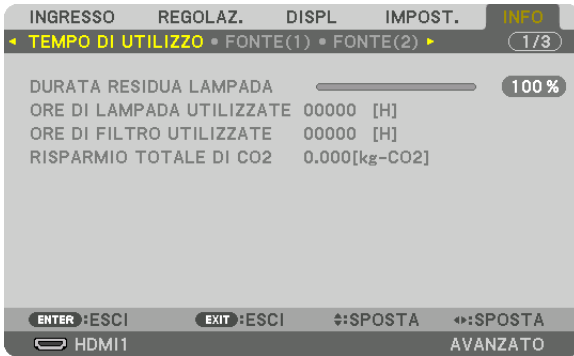 INGRESSO REGOLAZ. DISPL IMPOST. INFO
◂ TEMPO DI UTILIZZO • FONTE(1) • FONTE(2) ▸ 1/3
DURATA RESIDUA LAMPADA 100 %
ORE DI LAMPADA UTILIZZATE 00000 [H]
ORE DI FILTRO UTILIZZATE 00000 [H]
RISPARMIO TOTALE DI CO2 0.000[kg-CO2]
ENTER :ESCI EXIT :ESCI :SPOSTA :SPOSTA
HDMI1 AVANZATO